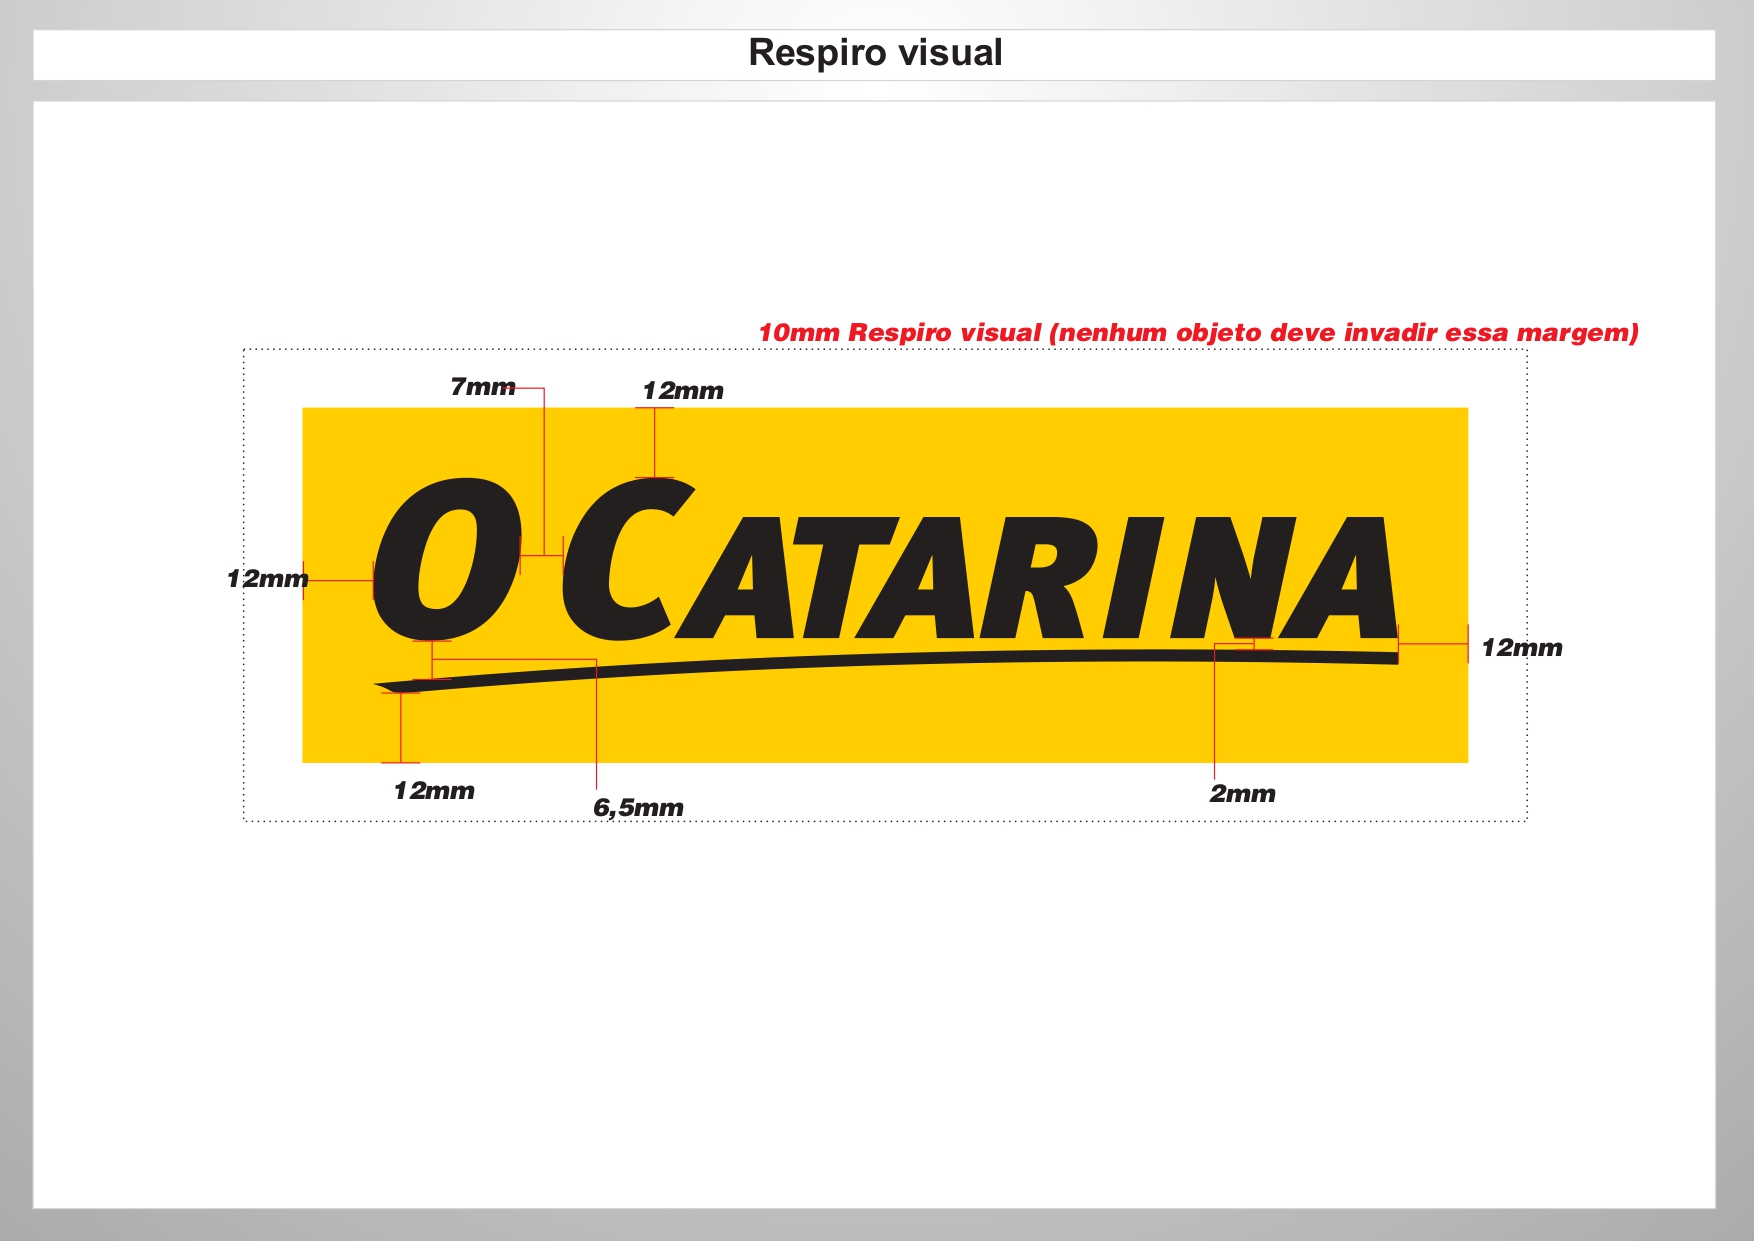 Respiro visual
10mm Respiro visual (nenhum objeto deve invadir essa margem)
7mm
12mm
O CATARINA
12mm
12mm
12mm
6,5mm
2mm